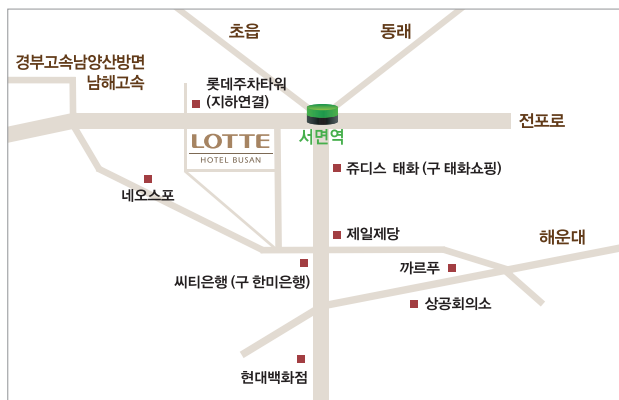 초읍
동래
경부고속남양산방면
남해고속
롯데주차타워
(지하연결)
전포로
LOTTE
HOTEL BUSAN
서면역
쥬디스 태화 (구 태화쇼핑)
네오스포
제일제당
해운대
까르푸
씨티은행 (구 한미은행)
상공회의소
현대백화점